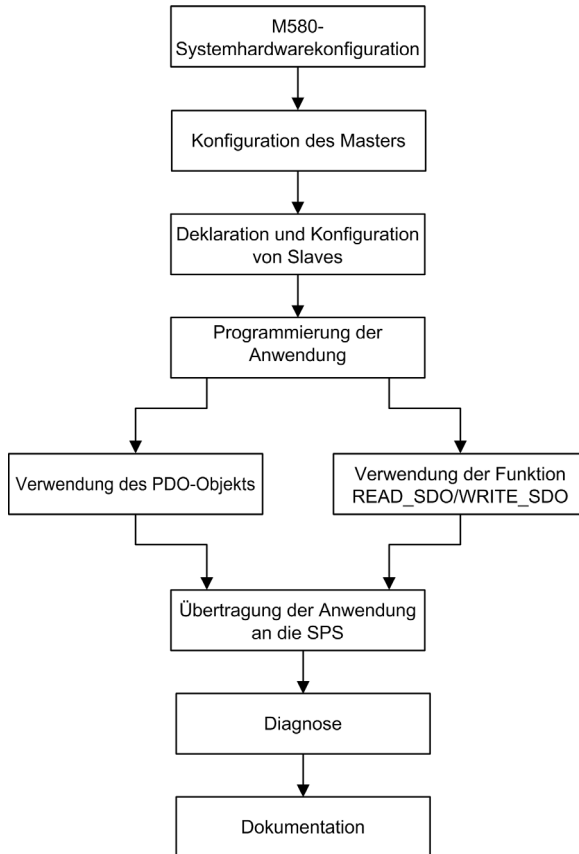 M580-
Systemhardwarekonfiguration
Konfiguration des Masters
Deklaration und Konfiguration
von Slaves
Programmierung der
Anwendung
Verwendung des PDO-Objekts
Verwendung der Funktion
READ_SDO/WRITE_SDO
Übertragung der Anwendung
an die SPS
Diagnose
Dokumentation